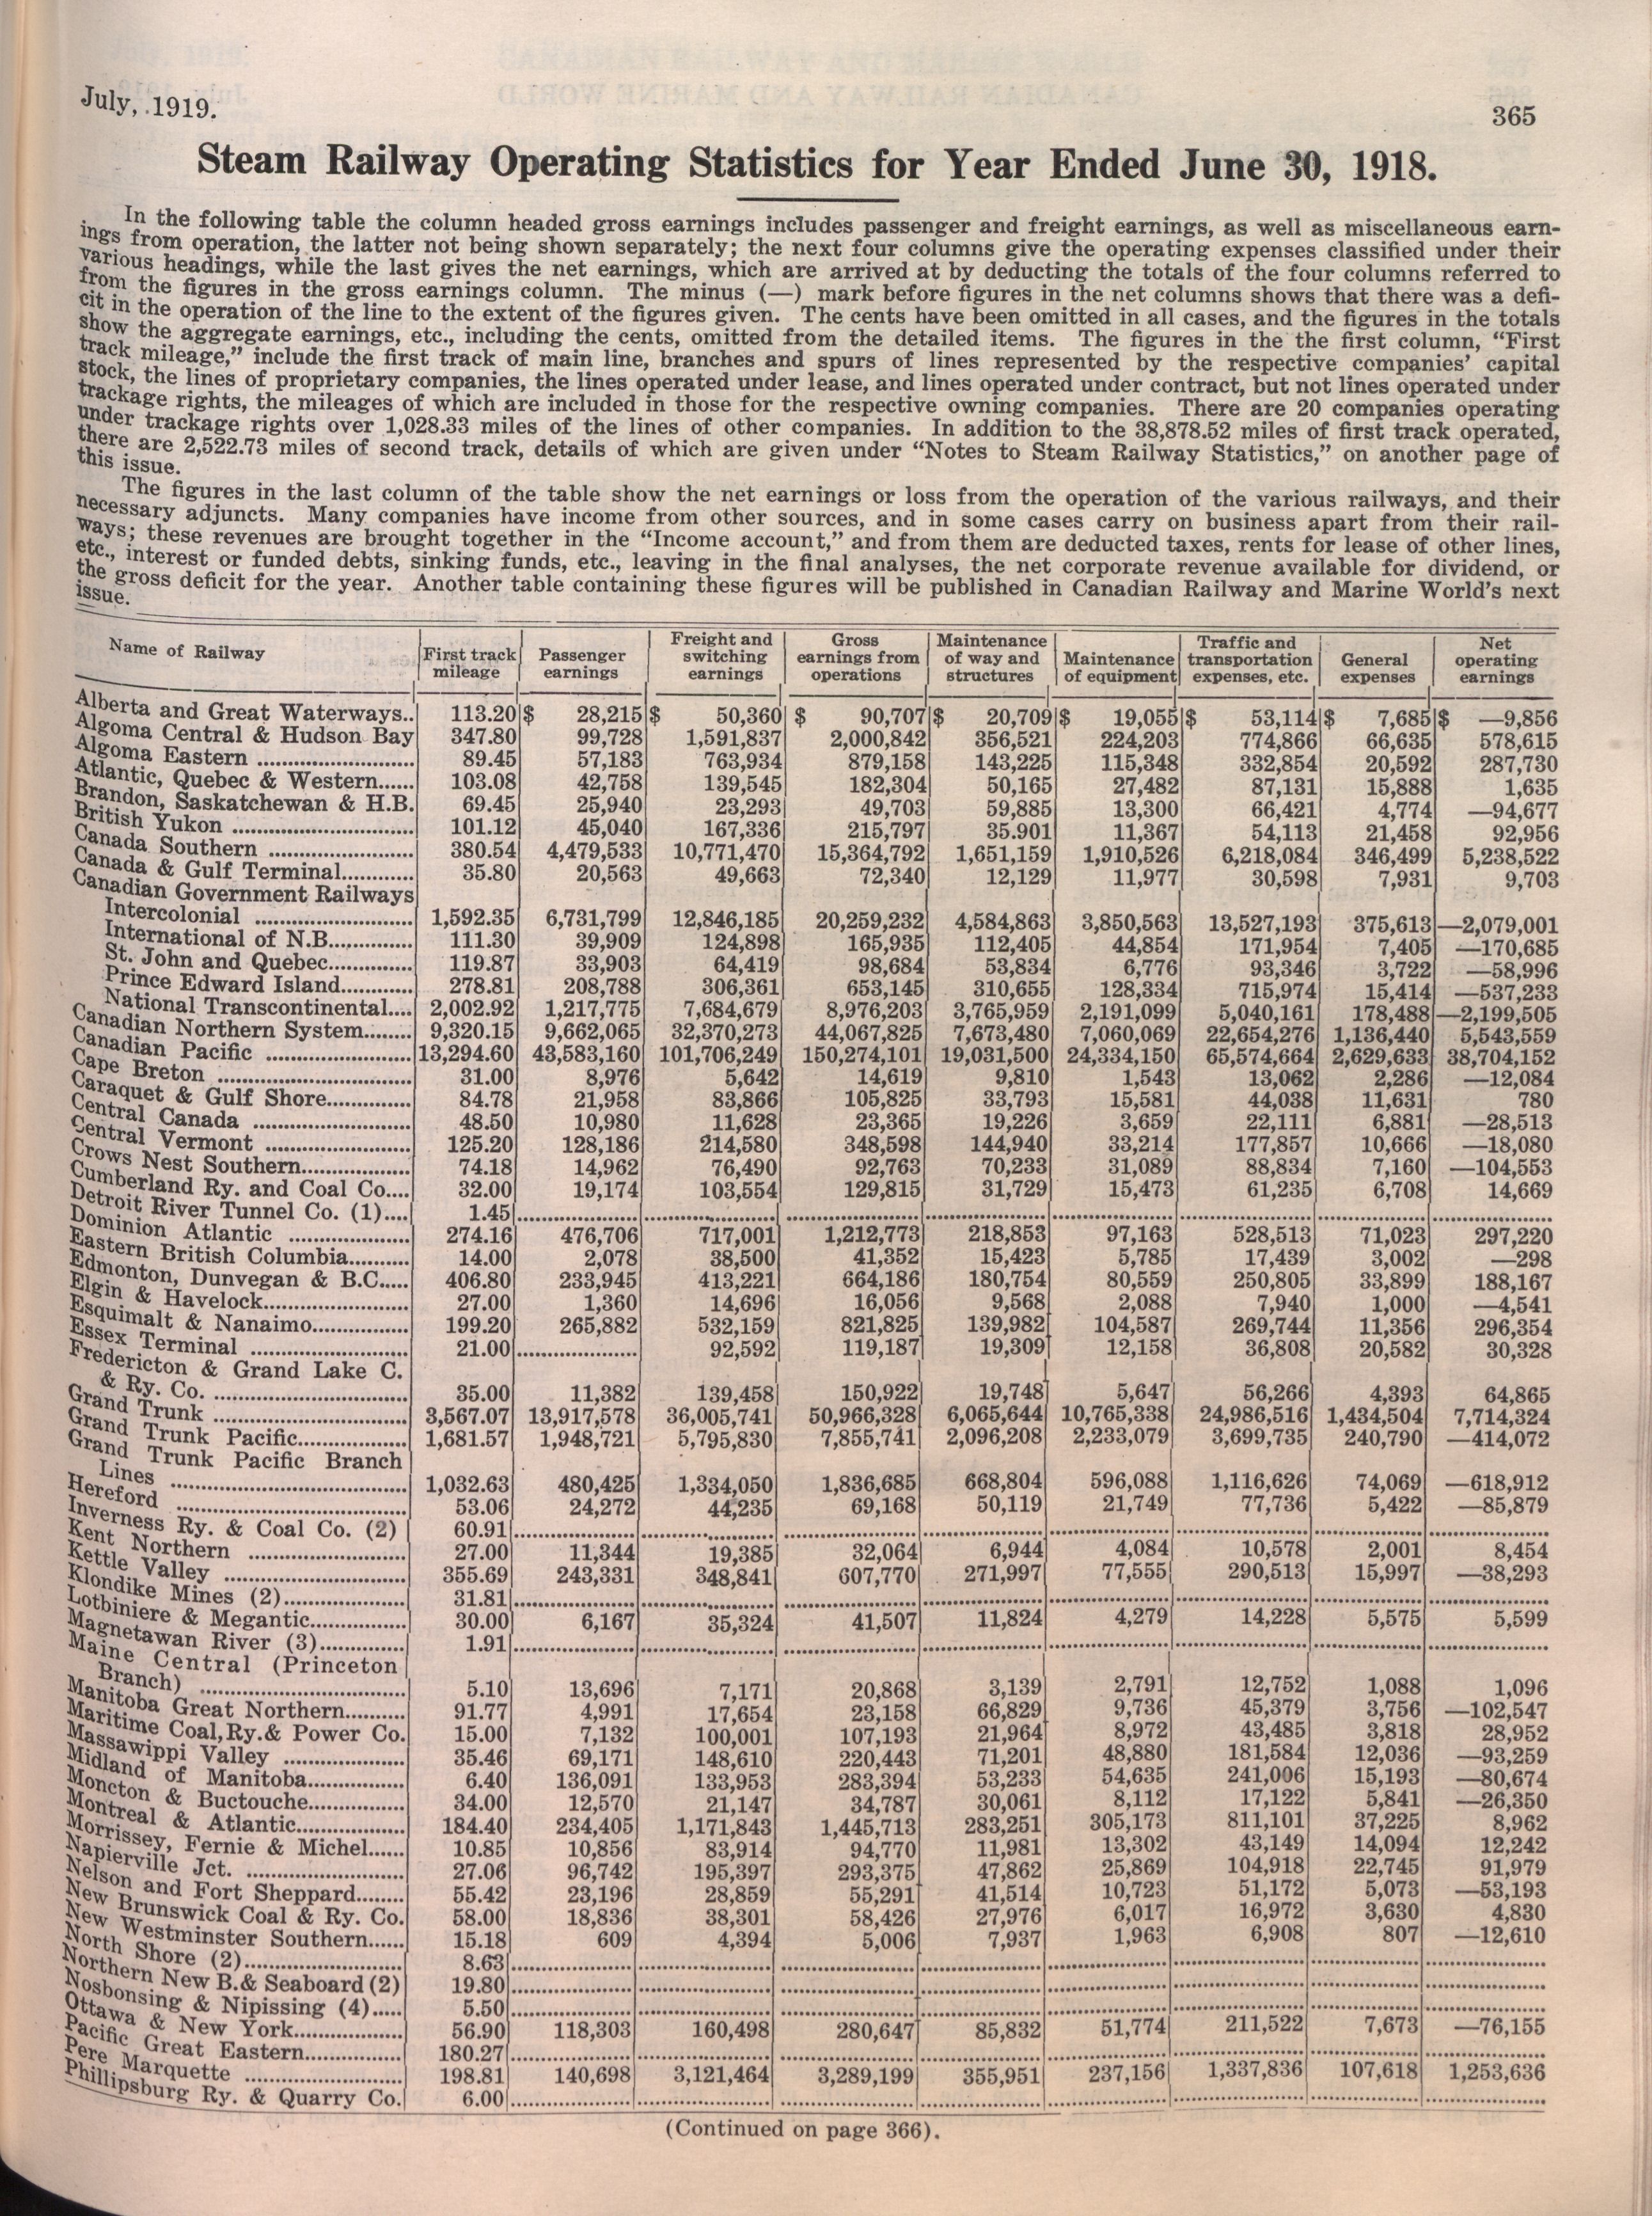 July, 1919.
365
Steam Railway Operating Statistics for Year Ended June 30, 1918.
In the following table the column headed gross earnings includes passenger and freight earnings, as well as miscellaneous earn-
ings from operation, the latter not being shown separately; the next four columns give the operating expenses classified under their
various headings, while the last gives the net earnings, which are arrived at by deducting the totals of the four columns referred to
from the figures in the gross earnings column. The minus (—) mark before figures in the net columns shows that there was a defi-
cit in the operation of the line to the extent of the figures given. The cents have been omitted in all cases, and the figures in the totals
show the aggregate earnings, etc., including the cents, omitted from the detailed items. The figures in the the first column, “First
track mileage,” include the first track of main line, branches and spurs of lines represented by the respective companies’ capital
stock, the lines of proprietary companies, the lines operated under lease, and lines operated under contract, but not lines operated under
trackage rights, the mileages of which are included in those for the respective owning companies. There are 20 companies operating
under trackage rights over 1,028.33 miles of the lines of other companies. In addition to the 38,878.52 miles of first track operated,
there are 2,522.73 miles of second track, details of which are given under “Notes to Steam Railway Statistics,” on another page of
this issue.
The figures in the last column of the table show the net earnings or loss from the operation of the various railways, and their
necessary adjuncts. Many companies have income from other sources, and in some cases carry on business apart from their rail-
ways; these revenues are brought together in the “Income account,” and from them are deducted taxes, rents for lease of other lines,
etc., interest or funded debts, sinking funds, etc., leaving in the final analyses, the net corporate revenue available for dividend, or
the gross deficit for the year. Another table containing these figures will be published in Canadian Railway and Marine World’s next
issue.
Name of Railway | First track mileage | Passenger earnings | Freight and switching earnings | Gross earnings from operations | Maintenance of way and structures | Maintenance of equipment | Traffic and transportation expenses, etc. | General expenses | Net operating earnings
Alberta and Great Waterways.. 113.20 $ 28,215 $ 50,360 $ 90,707 $ 20,709 $ 19,055 $ 53,114 $ 7,685 $ —9,856
Algoma Central & Hudson Bay 347.80 99,728 1,591,837 2,000,842 356,521 224,203 774,866 66,635 578,615
Algoma Eastern 89.45 57,183 763,934 879,158 143,225 115,348 332,854 20,592 287,730
Atlantic, Quebec & Western...... 103.08 42,758 139,545 182,304 50,165 27,482 87,131 15,888 1,635
Brandon, Saskatchewan & H.B. 69.45 25,940 23,293 49,703 59,885 13,300 66,421 4,774 —94,677
British Yukon 101.12 45,040 167,336 215,797 35.901 11,367 54,113 21,458 92,956
Canada Southern 380.54 4,479,533 10,771,470 15,364,792 1,651,159 1,910,526 6,218,084 346,499 5,238,522
Canada & Gulf Terminal............ 35.80 20,563 49,663 72,340 12,129 11,977 30,598 7,931 9,703
Canadian Government Railways
Intercolonial 1,592.35 6,731,799 12,846,185 20,259,232 4,584,863 3,850,563 13,527,193 375,613 —2,079,001
International of N.B. 111.30 39,909 124,898 165,935 112,405 44,854 171,954 7,405 —170,685
St. John and Quebec 119.87 33,903 64,419 98,684 53,834 6,776 93,346 3,722 —58,996
Prince Edward Island 278.81 208,788 306,361 653,145 310,655 128,334 715,974 15,414 —537,233
National Transcontinental.... 2,002.92 1,217,775 7,684,679 8,976,203 3,765,959 2,191,099 5,040,161 178,488 —2,199,505
Canadian Northern System........ 9,320.15 9,662,065 32,370,273 44,067,825 7,673,480 7,060,069 22,654,276 1,136,440 5,543,559
Canadian Pacific 13,294.60 43,583,160 101,706,249 150,274,101 19,031,500 24,334,150 65,574,664 2,629,633 38,704,152
Cape Breton 31.00 8,976 5,642 14,619 9,810 1,543 13,062 2,286 —12,084
Caraquet & Gulf Shore 84.78 21,958 83,866 105,825 33,793 15,581 44,038 11,631 780
Central Canada 48.50 10,980 11,628 23,365 19,226 3,659 22,111 6,881 —28,513
Central Vermont 125.20 128,186 214,580 348,598 144,940 33,214 177,857 10,666 —18,080
Crows Nest Southern 74.18 14,962 76,490 92,763 70,233 31,089 88,834 7,160 —104,553
Cumberland Ry. and Coal Co.... 32.00 19,174 103,554 129,815 31,729 15,473 61,235 6,708 14,669
Detroit River Tunnel Co. (1).... 1.45
Dominion Atlantic 274.16 476,706 717,001 1,212,773 218,853 97,163 528,513 71,023 297,220
Eastern British Columbia 14.00 2,078 38,500 41,352 15,423 5,785 17,439 3,002 —298
Edmonton, Dunvegan & B.C..... 406.80 233,945 413,221 664,186 180,754 80,559 250,805 33,899 188,167
Elgin & Havelock 27.00 1,360 14,696 16,056 9,568 2,088 7,940 1,000 —4,541
Esquimalt & Nanaimo 199.20 265,882 532,159 821,825 139,982 104,587 269,744 11,356 296,354
Essex Terminal 21.00 .......... 92,592 119,187 19,309 12,158 36,808 20,582 30,328
Fredericton & Grand Lake C.
& Ry. Co. 35.00 11,382 139,458 150,922 19,748 5,647 56,266 4,393 64,865
Grand Trunk 3,567.07 13,917,578 36,005,741 50,966,328 6,065,644 10,765,338 24,986,516 1,434,504 7,714,324
Grand Trunk Pacific 1,681.57 1,948,721 5,795,830 7,855,741 2,096,208 2,233,079 3,699,735 240,790 —414,072
Grand Trunk Pacific Branch
Lines 1,032.63 480,425 1,334,050 1,836,685 668,804 596,088 1,116,626 74,069 —618,912
Hereford 53.06 24,272 44,235 69,168 50,119 21,749 77,736 5,422 —85,879
Inverness Ry. & Coal Co. (2) 60.91
Kent Northern 27.00 11,344 19,385 32,064 6,944 4,084 10,578 2,001 8,454
Kettle Valley 355.69 243,331 348,841 607,770 271,997 77,555 290,513 15,997 —38,293
Klondike Mines (2) 31.81
Lotbiniere & Megantic 30.00 6,167 35,324 41,507 11,824 4,279 14,228 5,575 5,599
Magnetawan River (3) 1.91
Maine Central (Princeton
Branch) 5.10 13,696 7,171 20,868 3,139 2,791 12,752 1,088 1,096
Manitoba Great Northern 91.77 4,991 17,654 23,158 66,829 9,736 45,379 3,756 —102,547
Maritime Coal, Ry. & Power Co. 15.00 7,132 100,001 107,193 21,964 8,972 43,485 3,818 28,952
Massawippi Valley 35.46 69,171 148,610 220,443 71,201 48,880 181,584 12,036 —93,259
Midland of Manitoba 6.40 136,091 133,953 283,394 53,233 54,635 241,006 15,193 —80,674
Moncton & Buctouche 34.00 12,570 21,147 34,787 30,061 8,112 17,122 5,841 —26,350
Montreal & Atlantic 184.40 234,405 1,171,843 1,445,713 283,251 305,173 811,101 37,225 8,962
Morrissey, Fernie & Michel...... 10.85 10,856 83,914 94,770 11,981 13,302 43,149 14,094 12,242
Napierville Jct. 27.06 96,742 195,397 293,375 47,862 25,869 104,918 22,745 91,979
Nelson and Fort Sheppard........ 55.42 23,196 28,859 55,291 41,514 10,723 51,172 5,073 —53,193
New Brunswick Coal & Ry. Co. 58.00 18,836 38,301 58,426 27,976 6,017 16,972 3,630 4,830
New Westminster Southern...... 15.18 609 4,394 5,006 7,937 1,963 6,908 807 —12,610
North Shore (2) 8.63
Northern New B. & Seaboard (2) 19.80
Nosbonsing & Nipissing (4)..... 5.50
Ottawa & New York 56.90 118,303 160,498 280,647 85,832 51,774 211,522 7,673 —76,155
Pacific Great Eastern 180.27
Pere Marquette 198.81 140,698 3,121,464 3,289,199 355,951 237,156 1,337,836 107,618 1,253,636
Phillipsburg Ry. & Quarry Co. 6.00
(Continued on page 366).